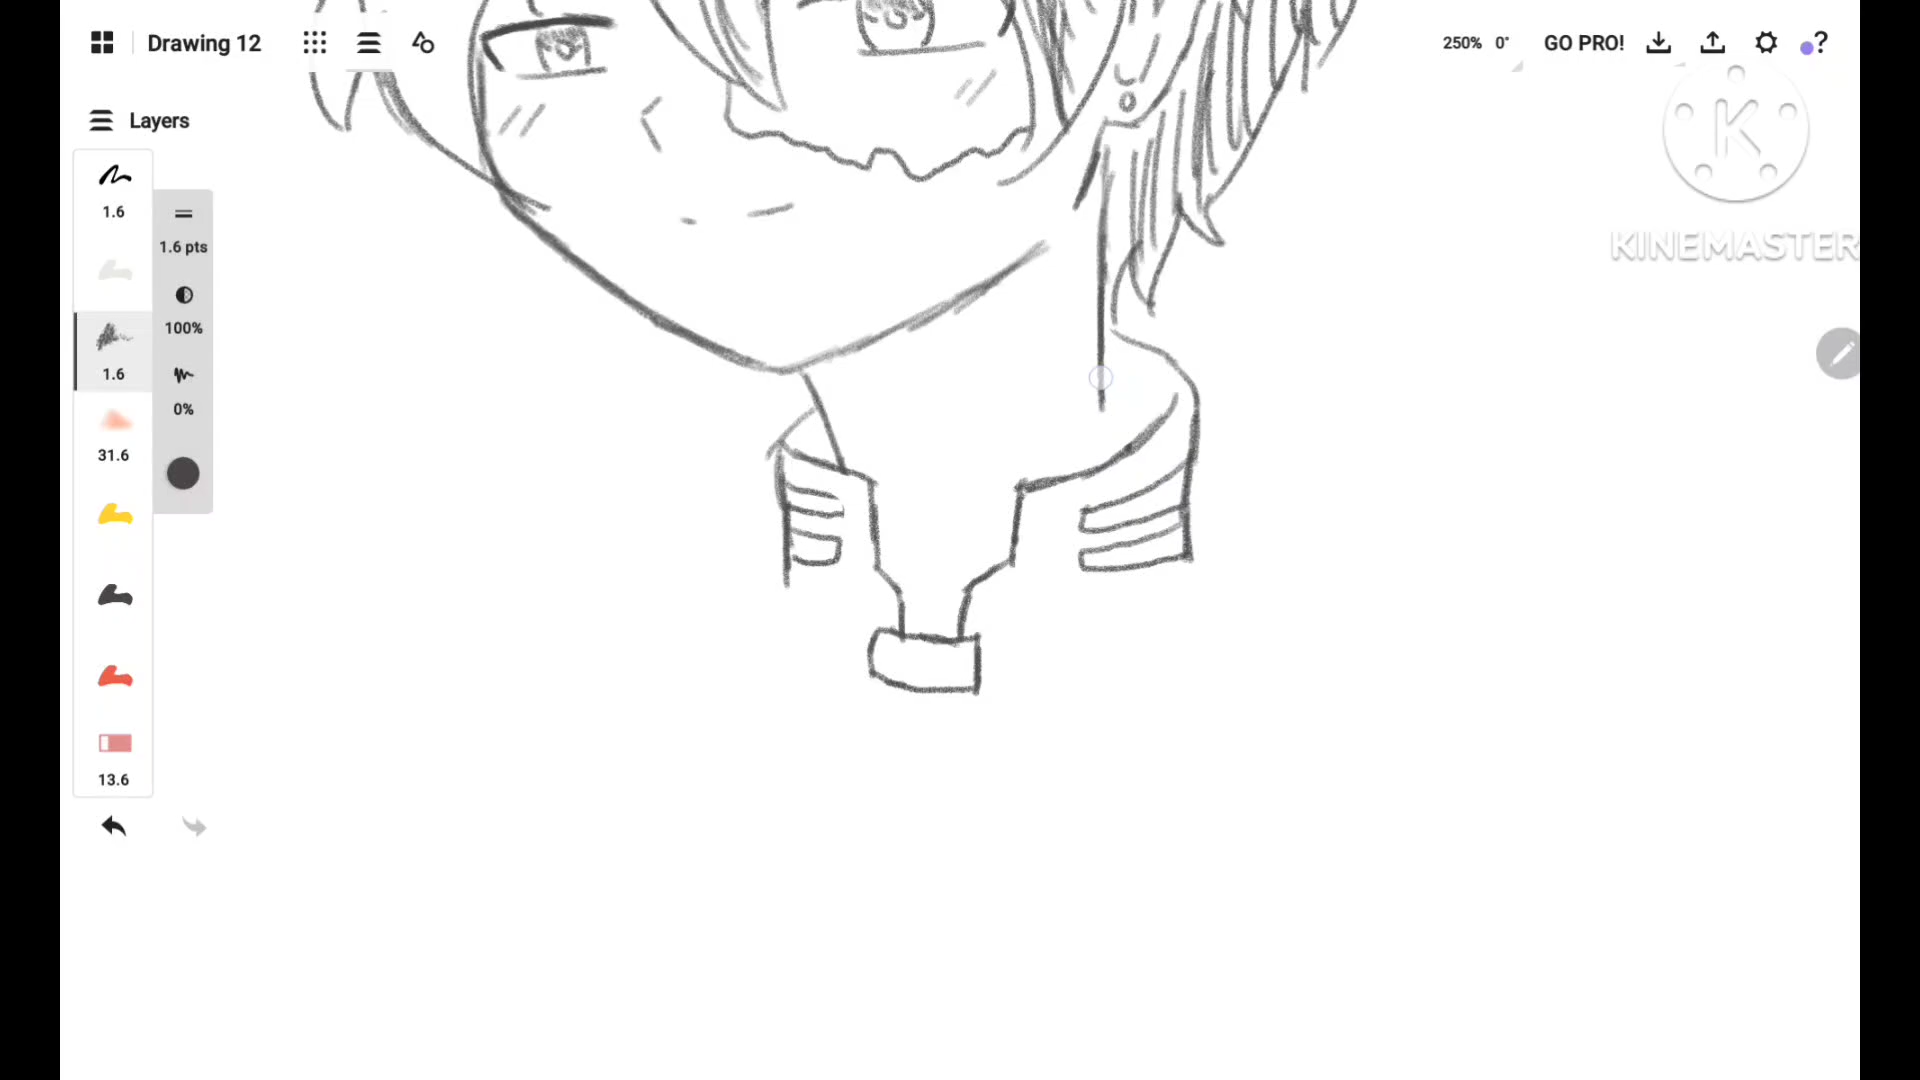 Drawing 12
250% 0°
GO PRO!
?
Layers
1.6
1.6 pts
100%
1.6
0%
31.6
13.6
K
KINEMASTER